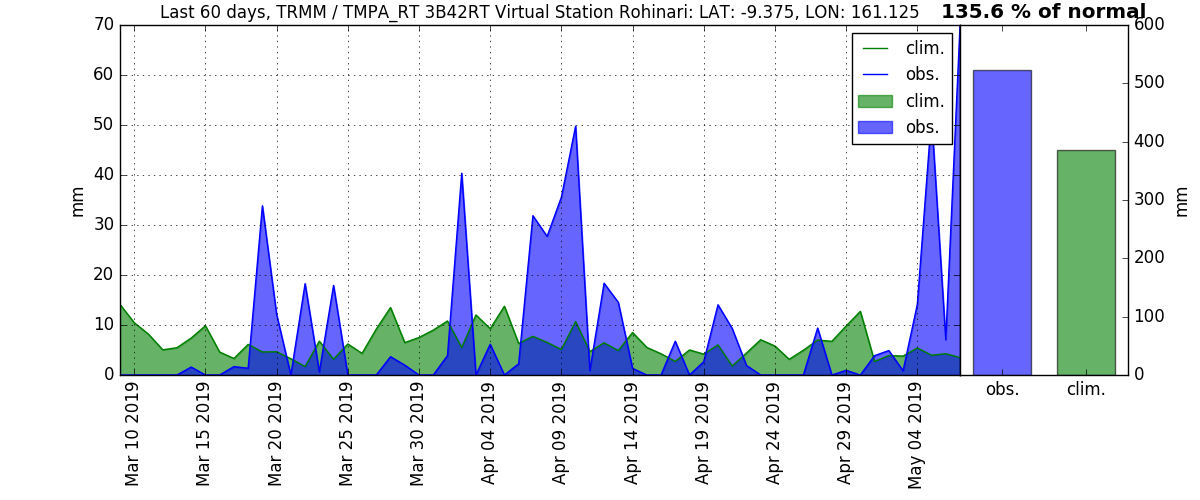 Last 60 days, TRMM / TMPA_RT 3B42RT Virtual Station Rohinari: LAT: -9.375, LON: 161.125
135.6 % of normal
70
60
50
40
30
20
10
0
mm
clim.
obs.
clim.
obs.
600
500
400
300
200
100
0
mm
obs.
clim.
Mar 10 2019
Mar 15 2019
Mar 20 2019
Mar 25 2019
Mar 30 2019
Apr 04 2019
Apr 09 2019
Apr 14 2019
Apr 19 2019
Apr 24 2019
Apr 29 2019
May 04 2019